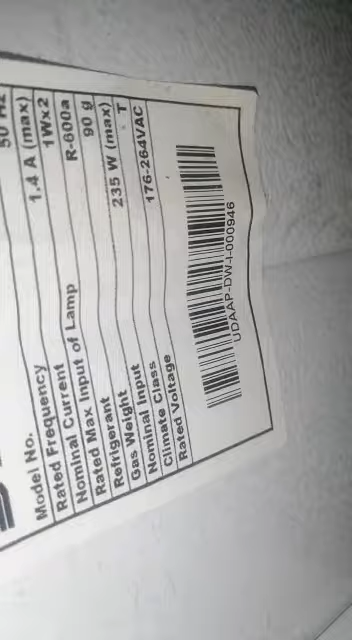 Model No.
Rated Frequency 50 Hz
Nominal Current 1.4 A (max)
Rated Max Input of Lamp 1Wx2
Refrigerant R-600a
Gas Weight 90 g
Nominal Input 235 W (max)
Climate Class T
Rated Voltage 176-264VAC
UDAAP-DW-I-000946